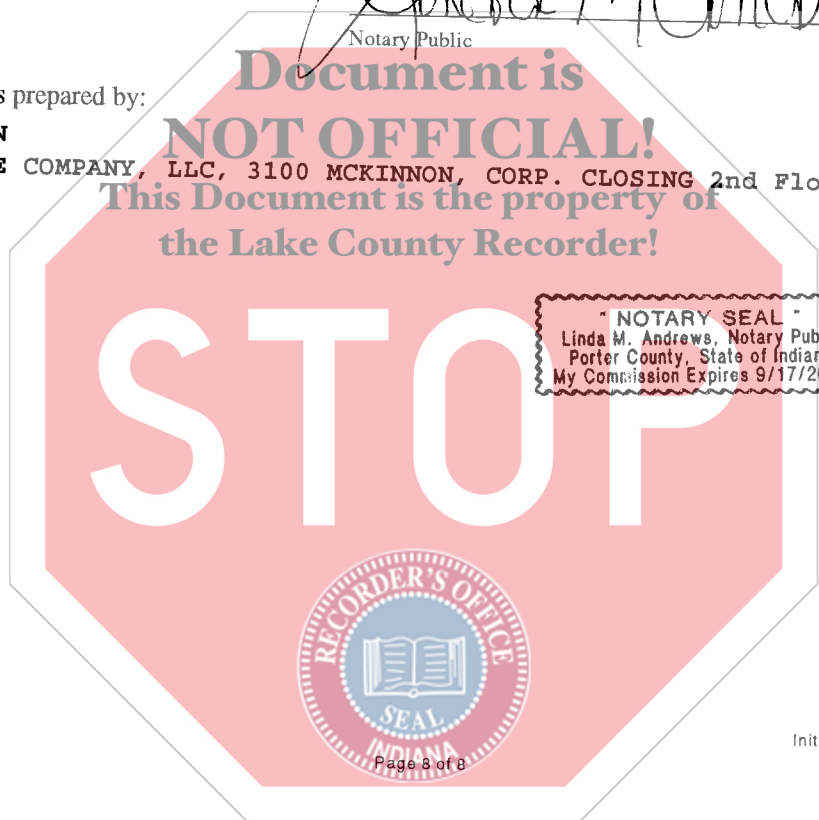 Notary Public
Document is
s prepared by:
N
NOT OFFICIAL!
E COMPANY, LLC, 3100 MCKINNON, CORP. CLOSING 2nd Flo
This Document is the property of
the Lake County Recorder!
" NOTARY SEAL "
Linda M. Andrews, Notary Pub
Porter County, State of Indian
My Commission Expires 9/17/20
STOP
RECORDER'S OFFICE
SEAL
INDIANA
Init
Page 8 of 8